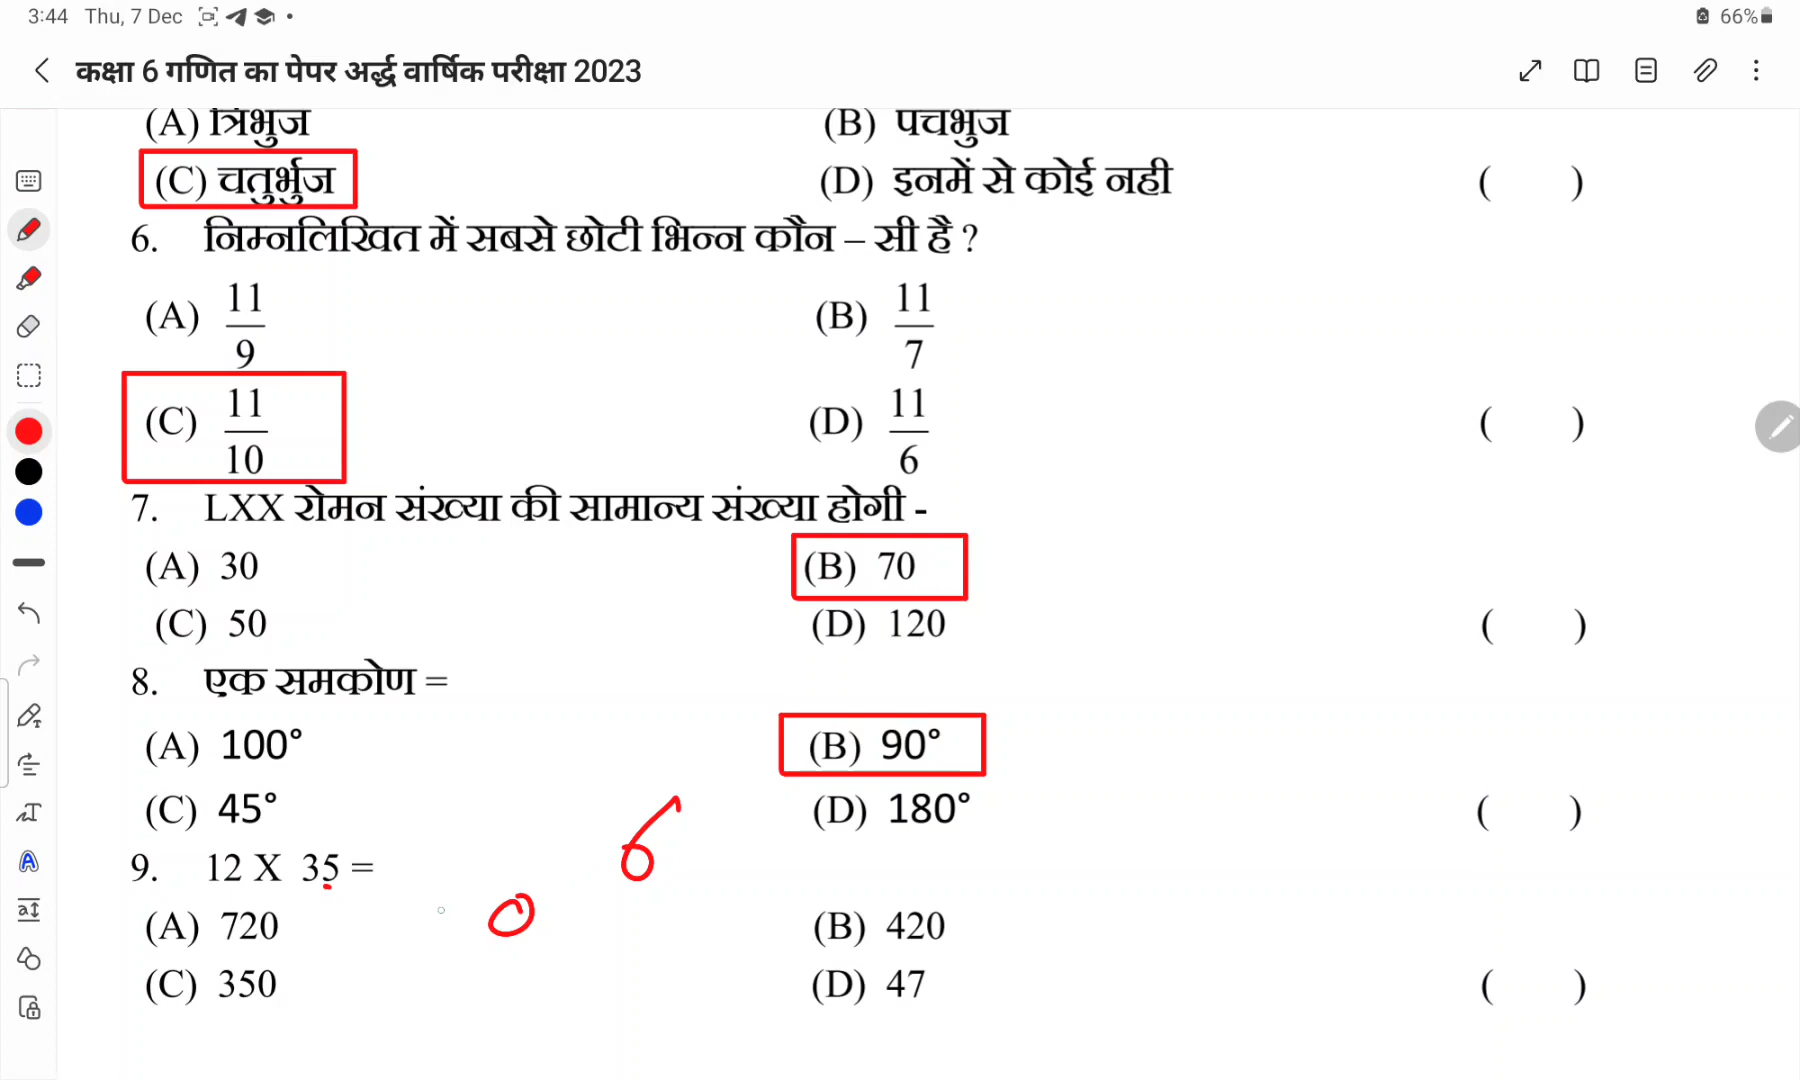 3:44 Thu, 7 Dec 66%
कक्षा 6 गणित का पेपर अर्द्ध वार्षिक परीक्षा 2023
(A) त्रिभुज (B) पंचभुज
(C) चतुर्भुज (D) इनमें से कोई नही ( )
6. निम्नलिखित में सबसे छोटी भिन्न कौन – सी है ?
(A) 11/9 (B) 11/7
(C) 11/10 (D) 11/6 ( )
7. LXX रोमन संख्या की सामान्य संख्या होगी -
(A) 30 (B) 70
(C) 50 (D) 120 ( )
8. एक समकोण =
(A) 100° (B) 90°
(C) 45° (D) 180° ( )
9. 12 X 35 =
(A) 720 0 (B) 420
(C) 350 (D) 47 ( )